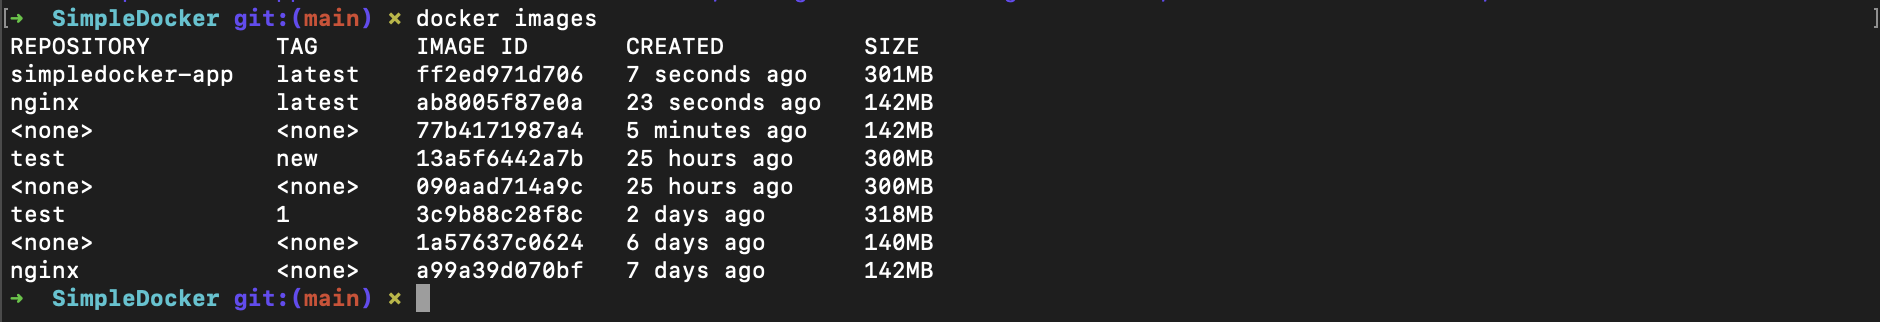 [➜  SimpleDocker git:(main) ✗ docker images ]
REPOSITORY         TAG       IMAGE ID       CREATED          SIZE
simpledocker-app   latest    ff2ed971d706   7 seconds ago    301MB
nginx              latest    ab8005f87e0a   23 seconds ago   142MB
<none>             <none>    77b4171987a4   5 minutes ago    142MB
test               new       13a5f6442a7b   25 hours ago     300MB
<none>             <none>    090aad714a9c   25 hours ago     300MB
test               1         3c9b88c28f8c   2 days ago       318MB
<none>             <none>    1a57637c0624   6 days ago       140MB
nginx              <none>    a99a39d070bf   7 days ago       142MB
➜  SimpleDocker git:(main) ✗